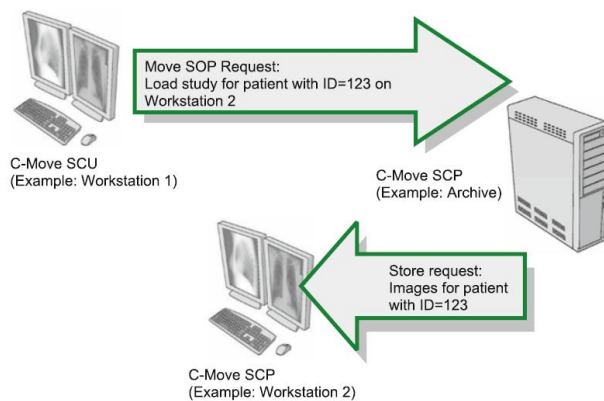 Move SOP Request:
Load study for patient with ID=123 on
Workstation 2
C-Move SCU
(Example: Workstation 1)
C-Move SCP
(Example: Archive)
Store request:
Images for patient
with ID=123
C-Move SCP
(Example: Workstation 2)